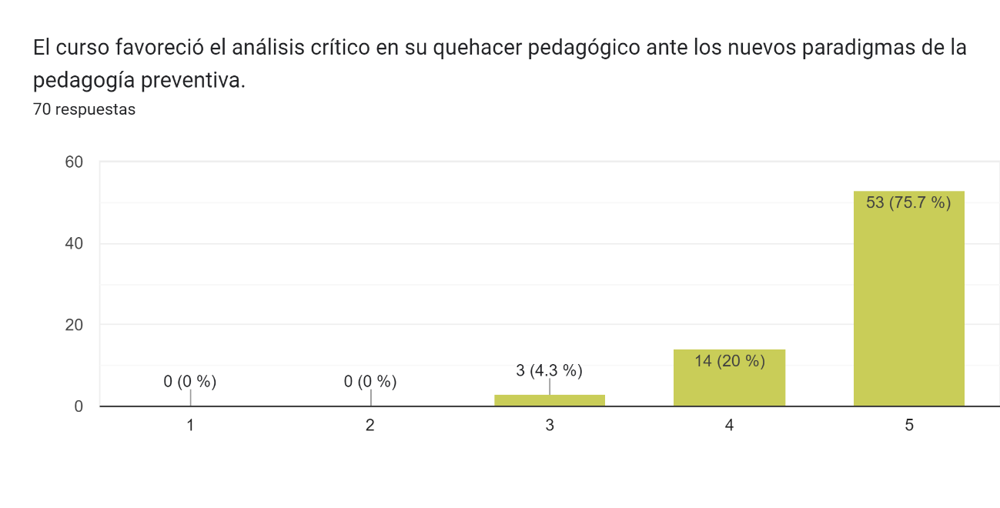 El curso favoreció el análisis crítico en su quehacer pedagógico ante los nuevos paradigmas de la
pedagogía preventiva.
70 respuestas
60
40
20
0
0 (0 %)
0 (0 %)
3 (4.3 %)
14 (20 %)
53 (75.7 %)
1
2
3
4
5